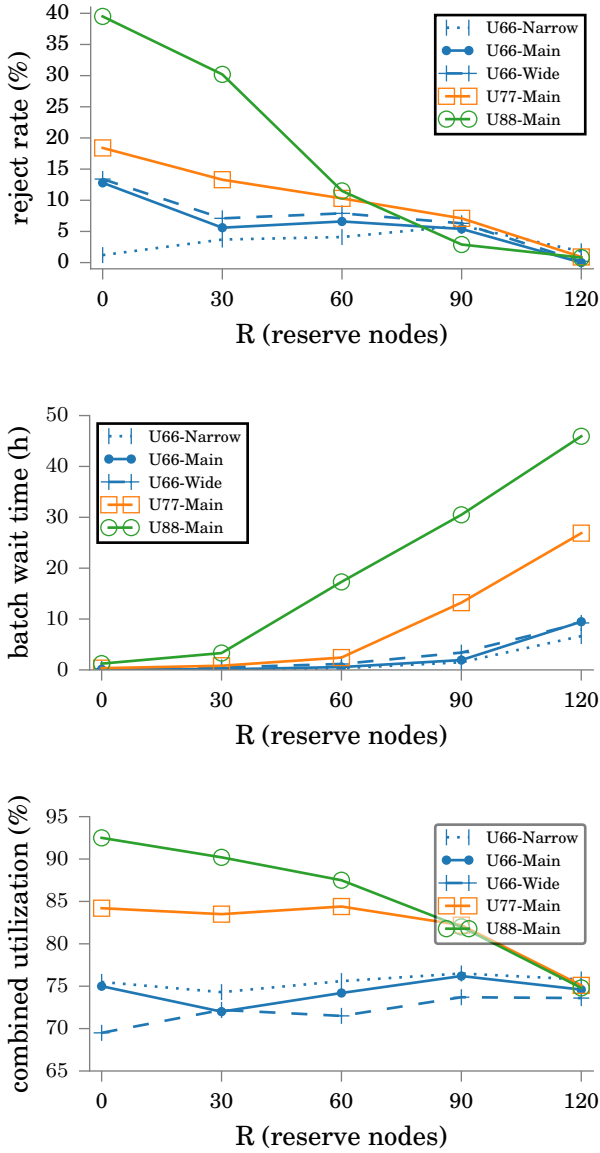 reject rate (%)
40
35
30
25
20
15
10
5
0
U66-Narrow
U66-Main
U66-Wide
U77-Main
U88-Main
0 30 60 90 120
R (reserve nodes)
batch wait time (h)
50
40
30
20
10
0
U66-Narrow
U66-Main
U66-Wide
U77-Main
U88-Main
0 30 60 90 120
R (reserve nodes)
combined utilization (%)
95
90
85
80
75
70
65
U66-Narrow
U66-Main
U66-Wide
U77-Main
U88-Main
0 30 60 90 120
R (reserve nodes)